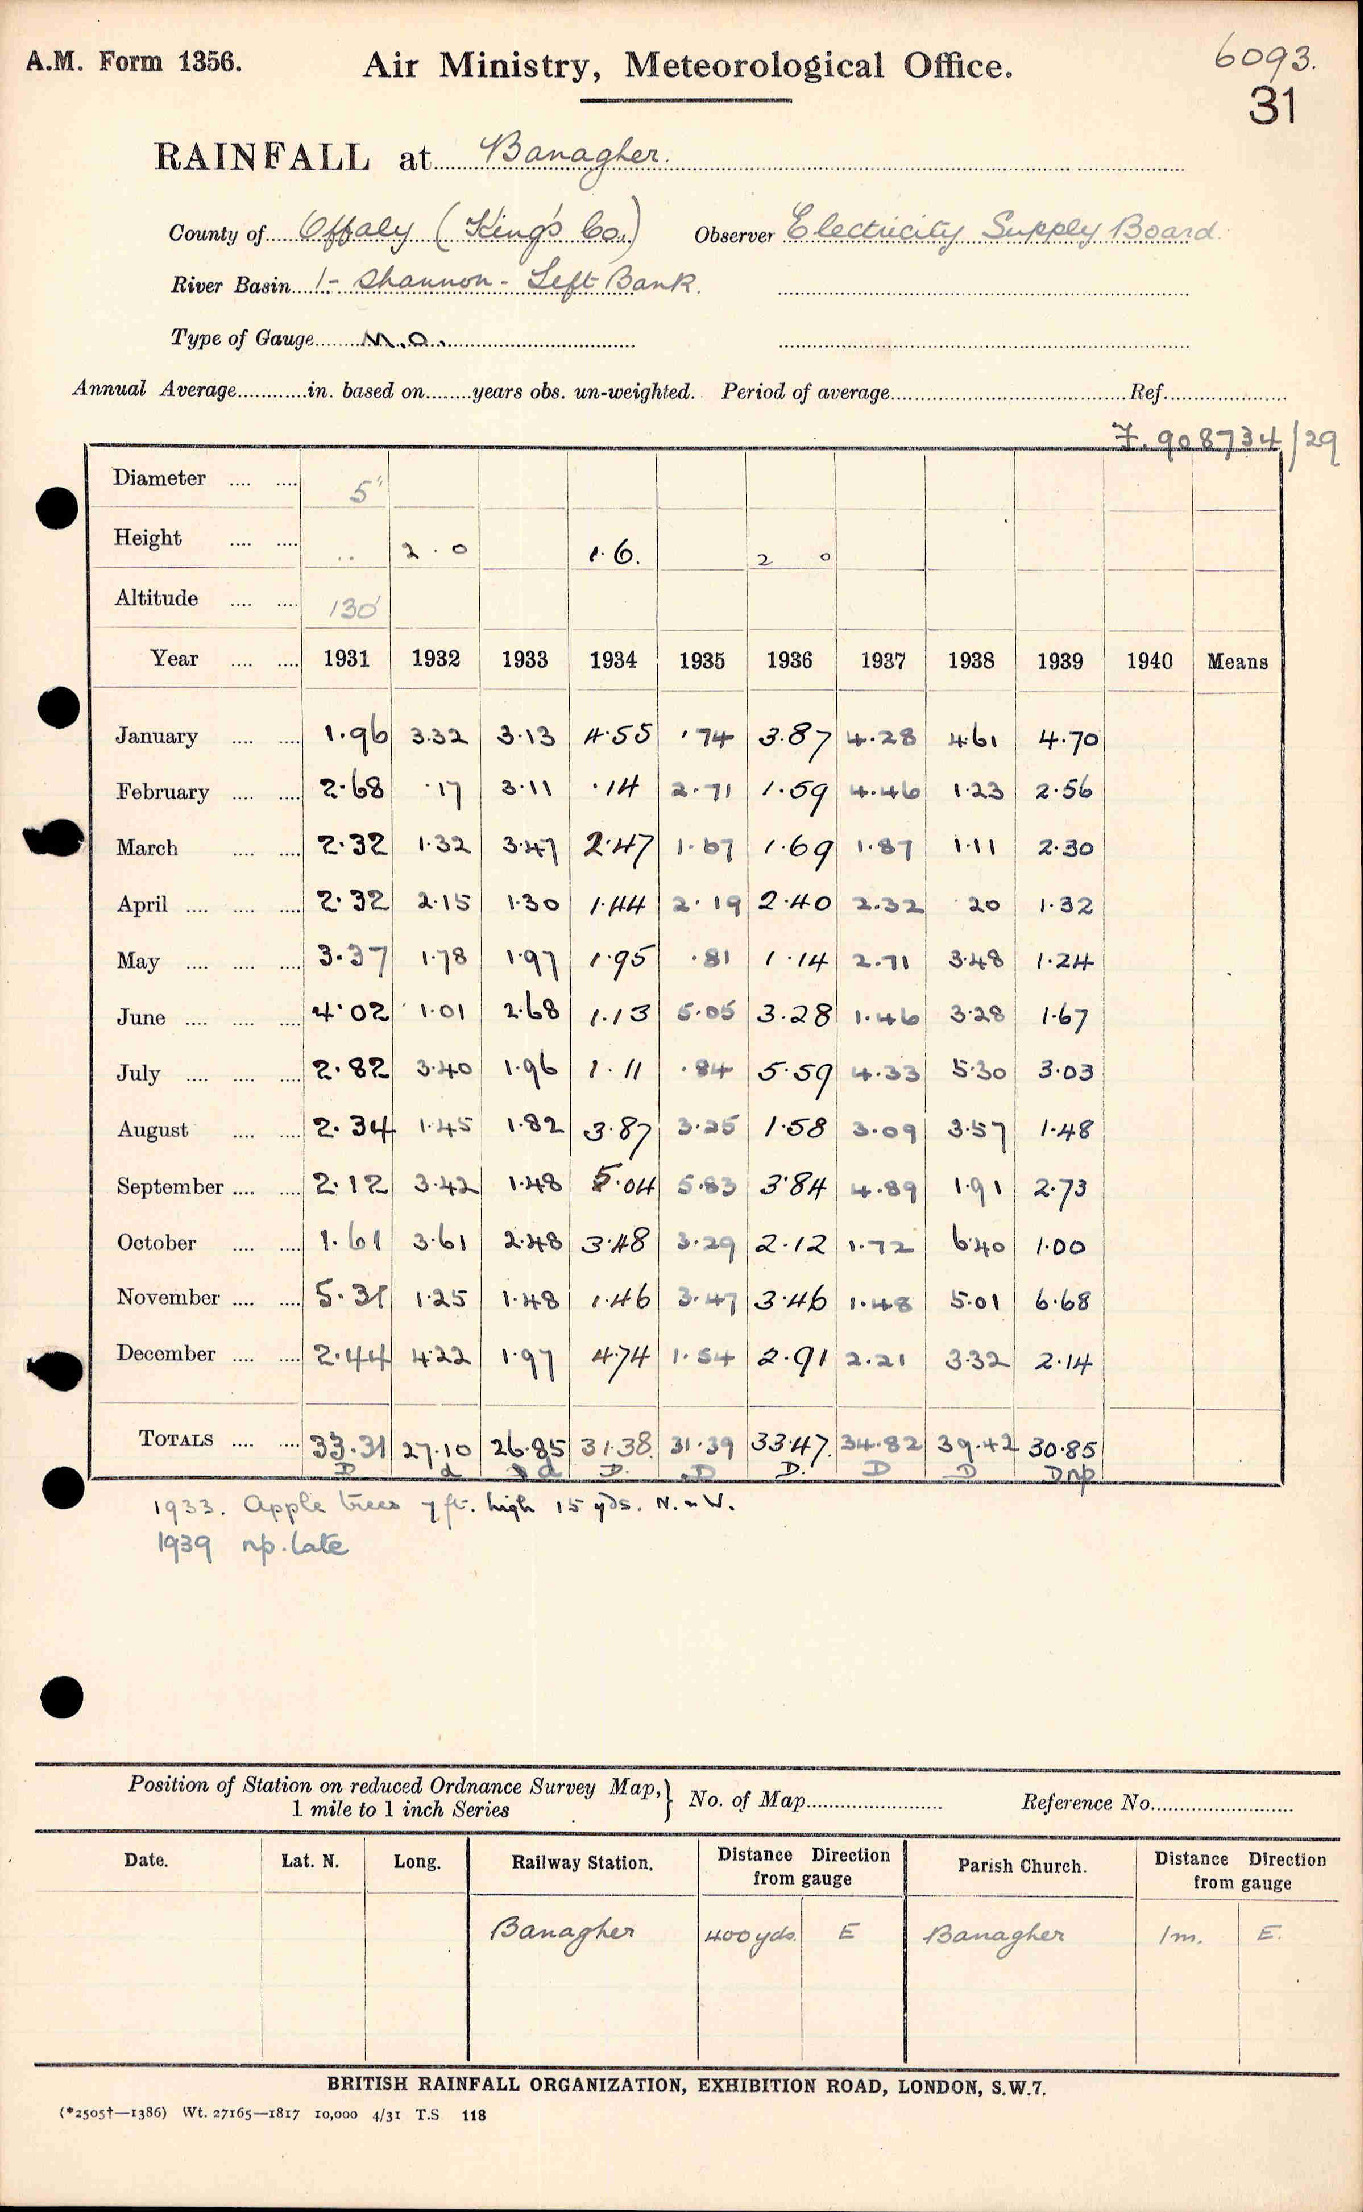 A.M. Form 1356. Air Ministry, Meteorological Office. 6093.
31
RAINFALL at Banagher.
County of Offaly (King's Co.) Observer Electricity Supply Board.
River Basin 1- Shannon - Left Bank.
Type of Gauge M.O.
Annual Average............in. based on........years obs. un-weighted. Period of average........................................Ref.....................
7.908734/29
Diameter .... .... 5"
Height .... .... .. 2.0 1.6. 2 0
Altitude .... .... 130'
Year .... .... 1931 1932 1933 1934 1935 1936 1937 1938 1939 1940 Means
January .... .... 1.96 3.32 3.13 4.55 .74 3.87 4.28 4.61 4.70
February .... .... 2.68 .17 3.11 .14 2.71 1.59 4.46 1.23 2.56
March .... .... 2.32 1.32 3.47 2.47 1.67 1.69 1.87 1.11 2.30
April .... .... .... 2.32 2.15 1.30 1.44 2.19 2.40 2.32 .20 1.32
May .... .... .... 3.37 1.78 1.97 1.95 .81 1.14 2.71 3.48 1.24
June .... .... .... 4.02 1.01 2.68 1.13 5.05 3.28 1.46 3.28 1.67
July .... .... .... 2.82 3.40 1.96 1.11 .84 5.59 4.33 5.30 3.03
August .... .... 2.34 1.45 1.82 3.87 3.25 1.58 3.09 3.57 1.48
September .... .... 2.12 3.42 1.48 5.04 5.83 3.84 4.89 1.91 2.73
October .... .... 1.61 3.61 2.48 3.48 3.29 2.12 1.72 6.40 1.00
November .... .... 5.31 1.25 1.48 1.46 3.47 3.46 1.48 5.01 6.68
December .... .... 2.44 4.22 1.97 4.74 1.54 2.91 2.21 3.32 2.14
TOTALS .... .... 33.31 27.10 26.85 31.38. 31.39 33.47. 34.82 39.42 30.85
D d d D. D D. D D D np
1933. Apple trees 7 ft. high 15 yds. N. & W.
1939 np. late
Position of Station on reduced Ordnance Survey Map,} No. of Map........................ Reference No.........................
1 mile to 1 inch Series
Date. Lat. N. Long. Railway Station. Distance Direction from gauge Parish Church. Distance Direction from gauge
Banagher 400 yds. E Banagher 1m. E.
BRITISH RAINFALL ORGANIZATION, EXHIBITION ROAD, LONDON, S.W.7.
(*2505†—1386) Wt. 27165—1817 10,000 4/31 T.S 118